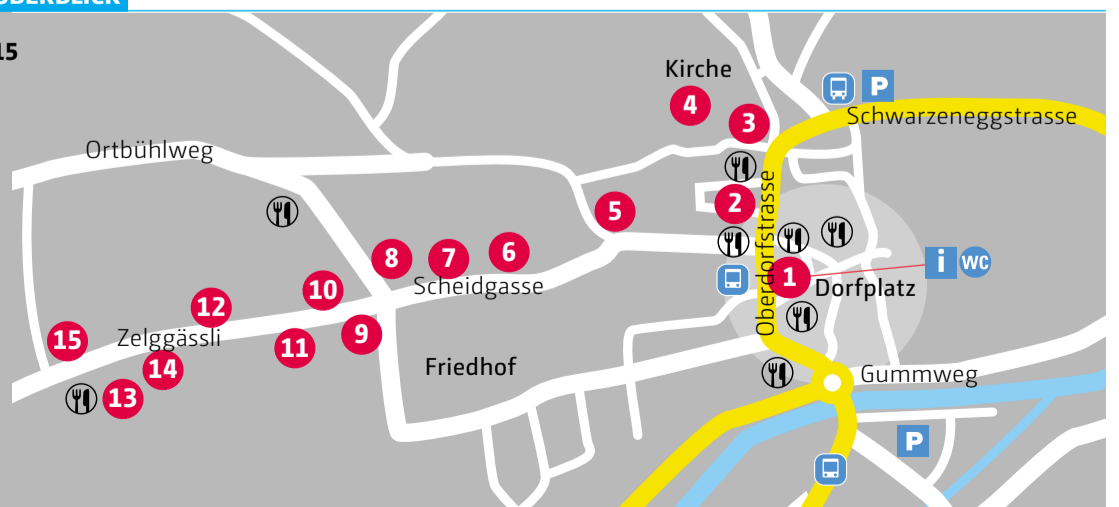 ÜBERBLICK
15
Kirche
4
3
P
Schwarzeneggstrasse
Ortbühlweg
Oberdorfstrasse
5
2
8
7
6
Scheidgasse
1
Dorfplatz
i
WC
10
12
Zelggässli
15
9
11
14
13
Friedhof
Gummweg
P